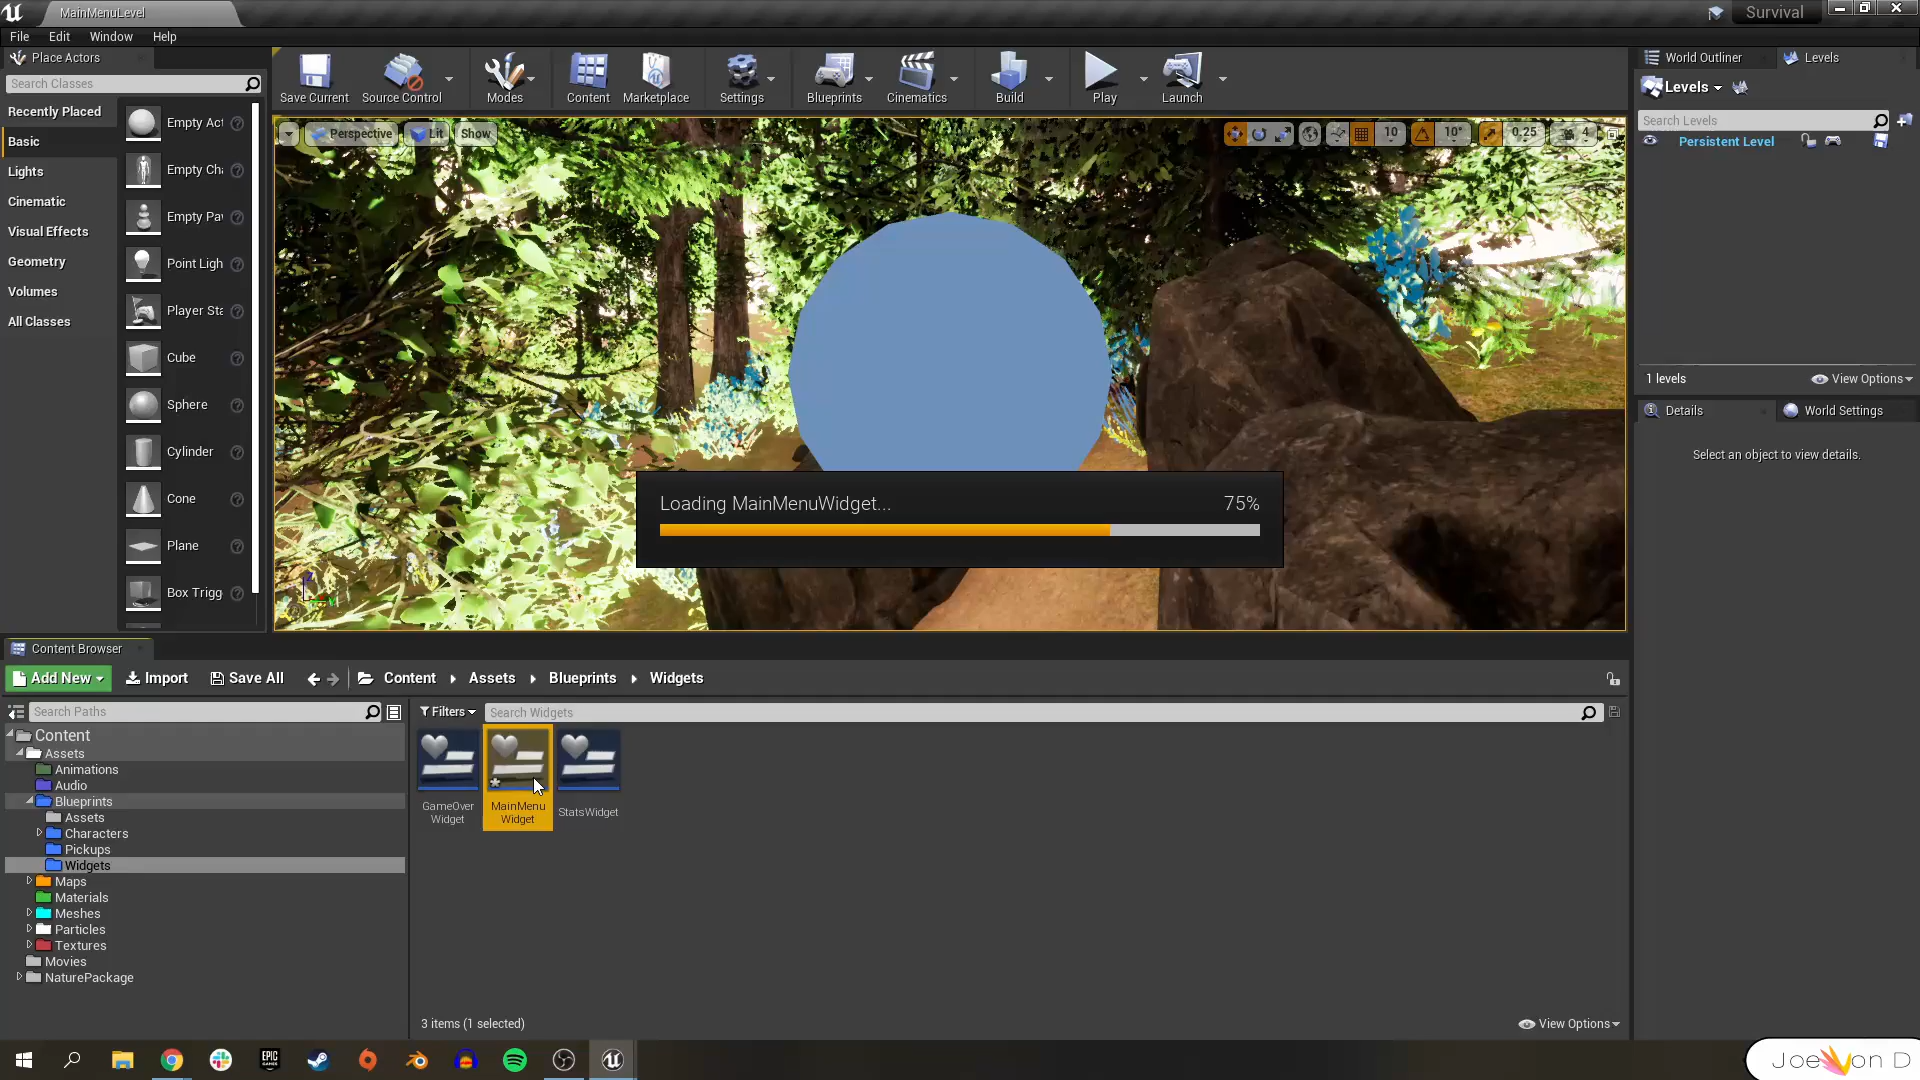 MainMenuLevel
Survival
File Edit Window Help
Place Actors
Search Classes
Recently Placed
Basic
Lights
Cinematic
Visual Effects
Geometry
Volumes
All Classes
Empty Act
Empty Cha
Empty Pav
Point Ligh
Player Sta
Cube
Sphere
Cylinder
Cone
Plane
Box Trigg
Save Current
Source Control
Modes
Content
Marketplace
Settings
Blueprints
Cinematics
Build
Play
Launch
Perspective Lit Show
10 10° 0.25 4
Loading MainMenuWidget... 75%
World Outliner Levels
Levels
Search Levels
Persistent Level
1 levels View Options
Details World Settings
Select an object to view details.
Content Browser
Add New Import Save All Content Assets Blueprints Widgets
Search Paths
Filters Search Widgets
Content
Assets
Animations
Audio
Blueprints
Assets
Characters
Pickups
Widgets
Maps
Materials
Meshes
Particles
Textures
Movies
NaturePackage
GameOver
Widget
MainMenu
Widget
StatsWidget
3 items (1 selected) View Options
EPIC
GAMES